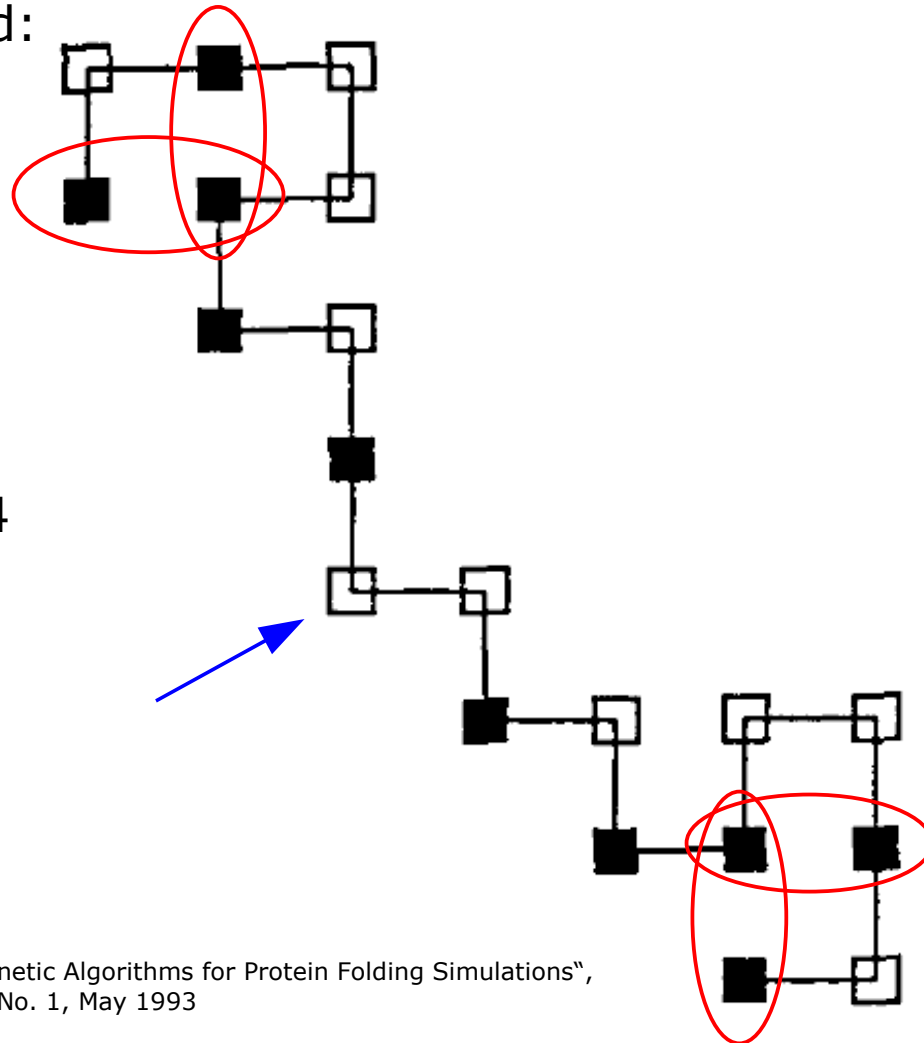 d:
4
netic Algorithms for Protein Folding Simulations“,
No. 1, May 1993